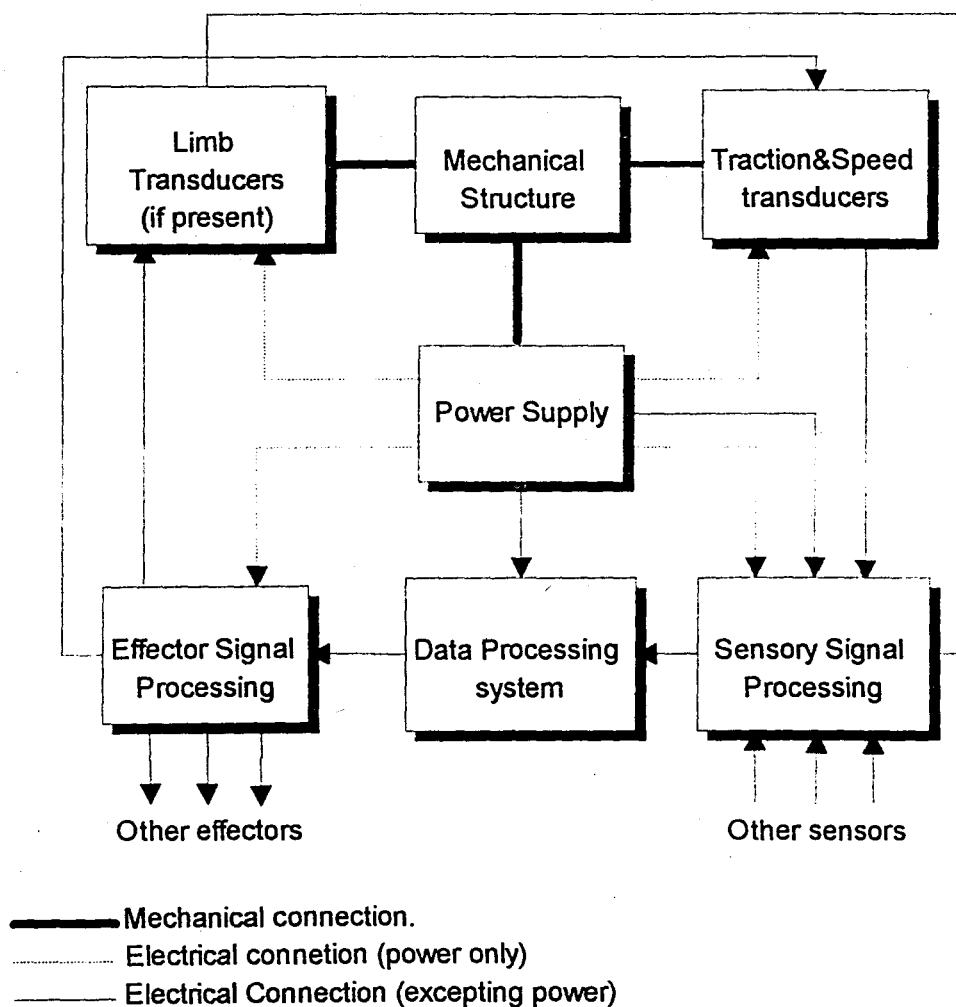 Limb
Transducers
(if present)
Mechanical
Structure
Traction&Speed
transducers
Power Supply
Effector Signal
Processing
Data Processing
system
Sensory Signal
Processing
Other effectors
Other sensors
Mechanical connection.
Electrical connetion (power only)
Electrical Connection (excepting power)